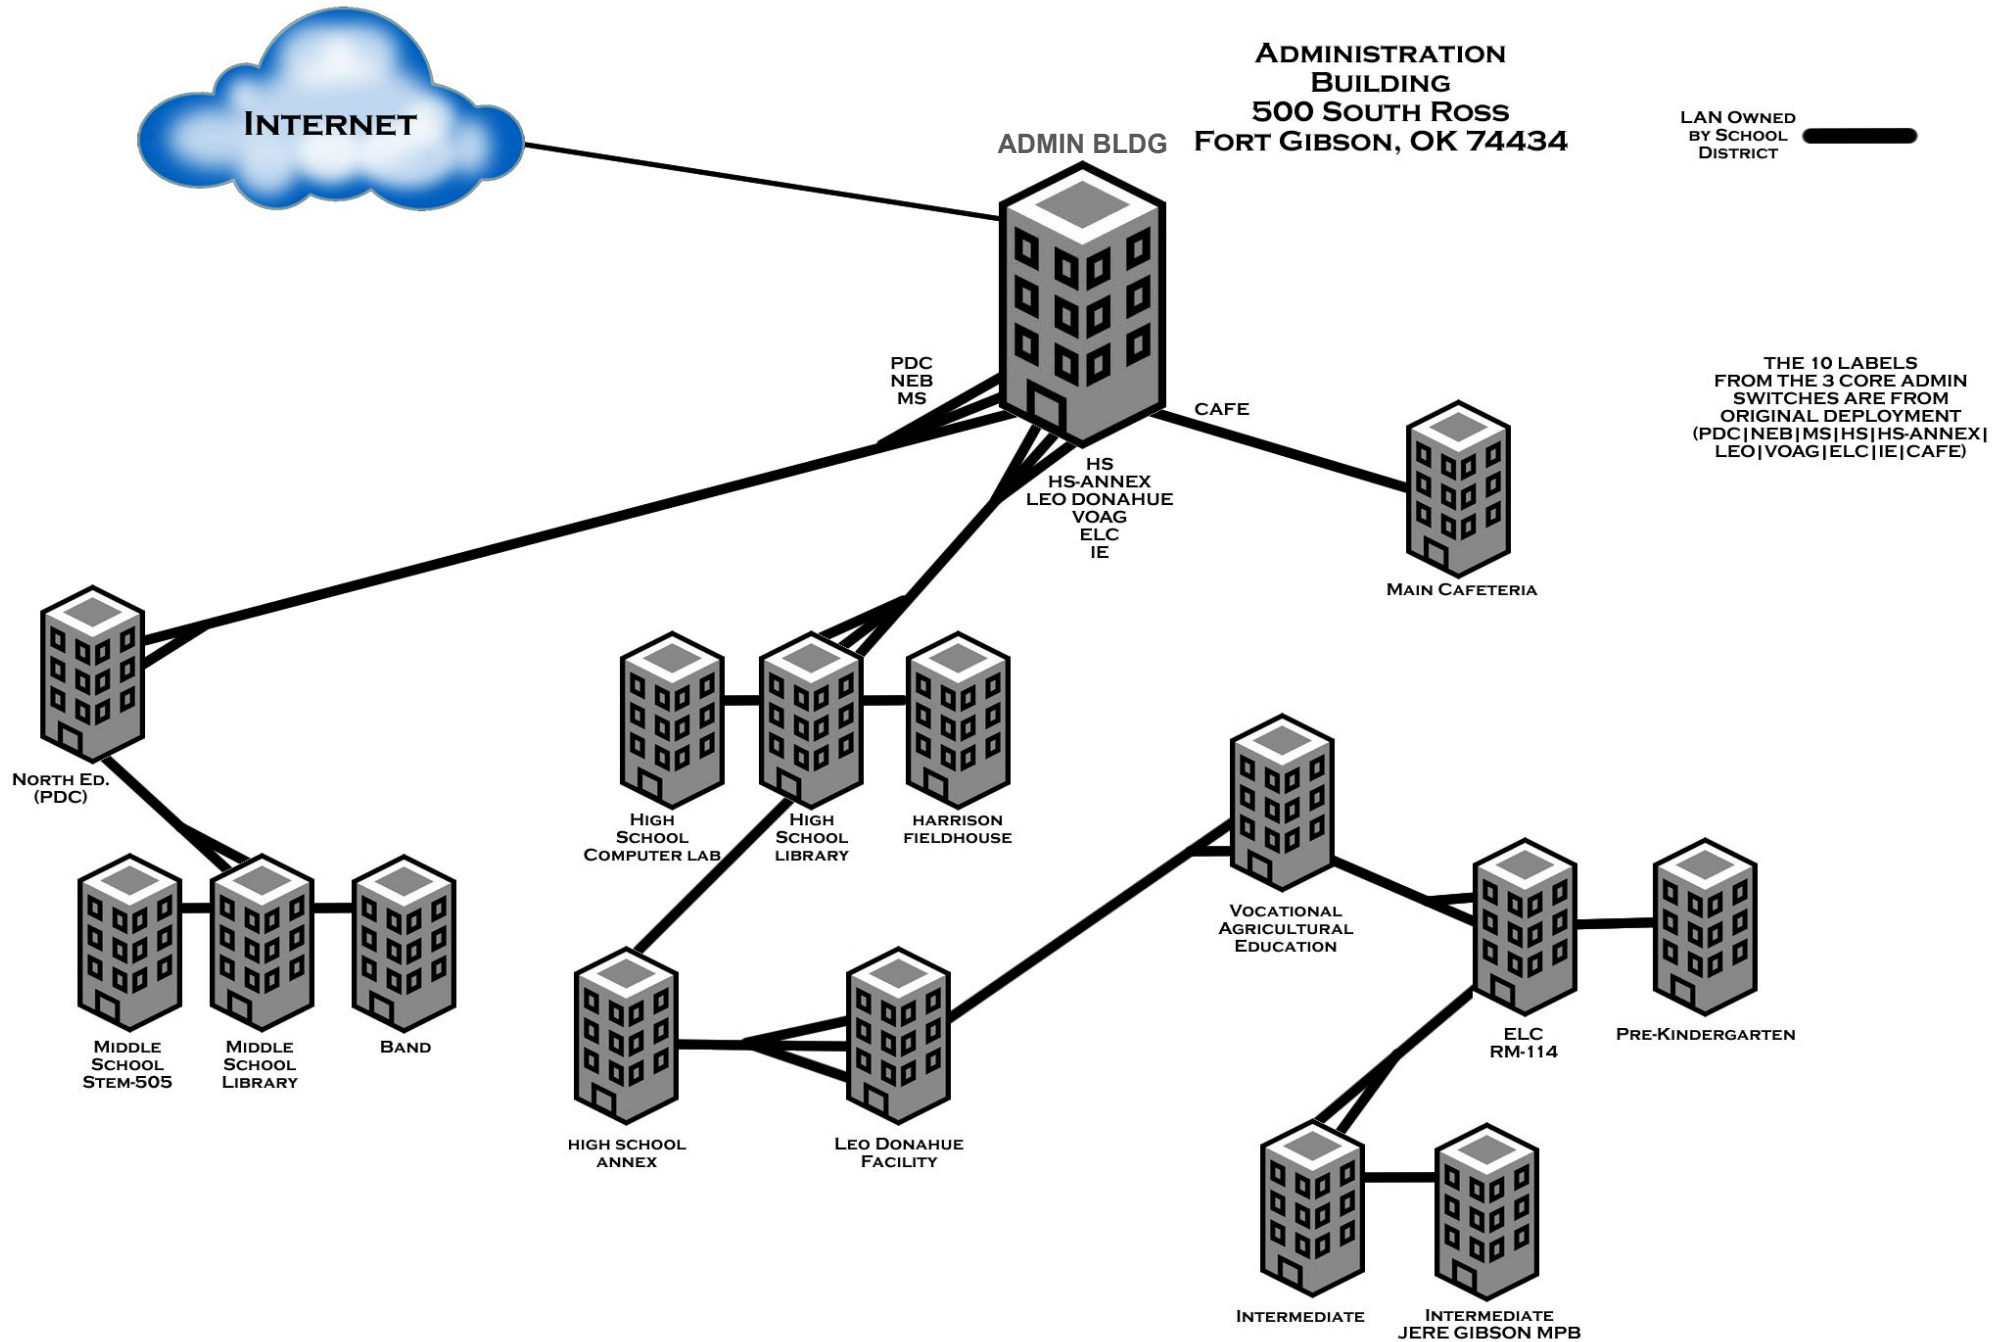 INTERNET
ADMINISTRATION
BUILDING
500 SOUTH ROSS
FORT GIBSON, OK 74434
ADMIN BLDG
LAN OWNED
BY SCHOOL
DISTRICT
PDC
NEB
MS
CAFE
THE 10 LABELS
FROM THE 3 CORE ADMIN
SWITCHES ARE FROM
ORIGINAL DEPLOYMENT
(PDC|NEB|MS|HS|HS-ANNEX|
LEO|VOAG|ELC|IE|CAFE)
HS
HS-ANNEX
LEO DONAHUE
VOAG
ELC
IE
MAIN CAFETERIA
NORTH ED.
(PDC)
HIGH
SCHOOL
COMPUTER LAB
HIGH
SCHOOL
LIBRARY
HARRISON
FIELDHOUSE
VOCATIONAL
AGRICULTURAL
EDUCATION
MIDDLE
SCHOOL
STEM-505
MIDDLE
SCHOOL
LIBRARY
BAND
ELC
RM-114
PRE-KINDERGARTEN
HIGH SCHOOL
ANNEX
LEO DONAHUE
FACILITY
INTERMEDIATE
INTERMEDIATE
JERE GIBSON MPB